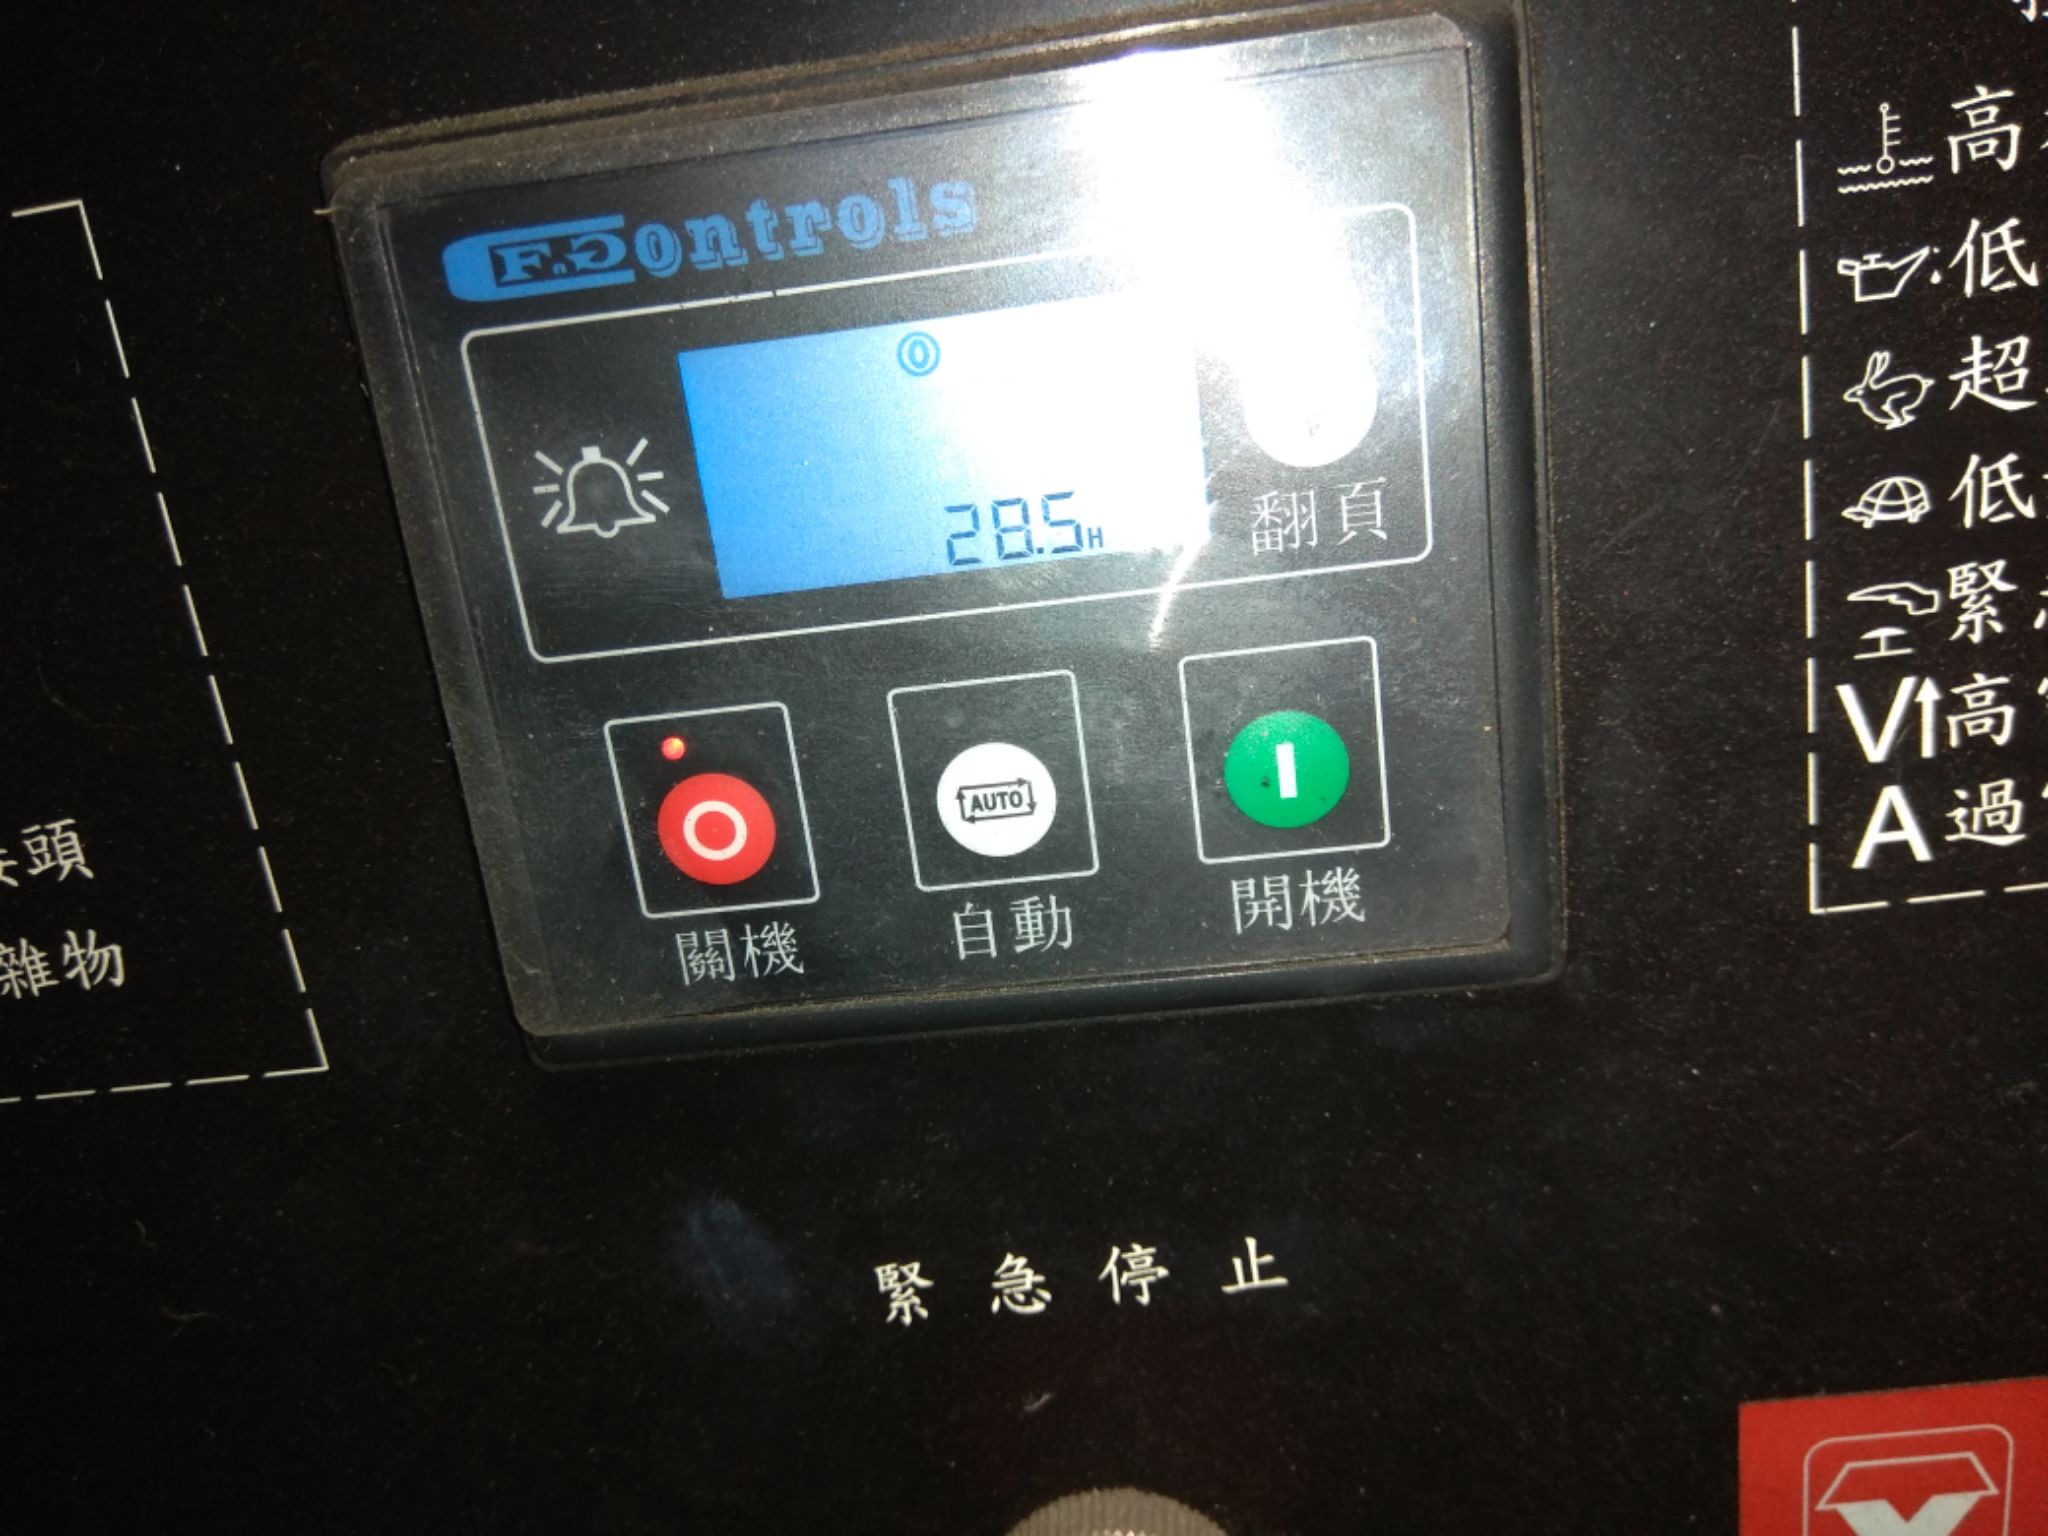 F.G Controls
28.5H
翻頁
AUTO
關機
自動
開機
緊急停止
頭
雜物
高
低
超
低
緊
V↑高
A過